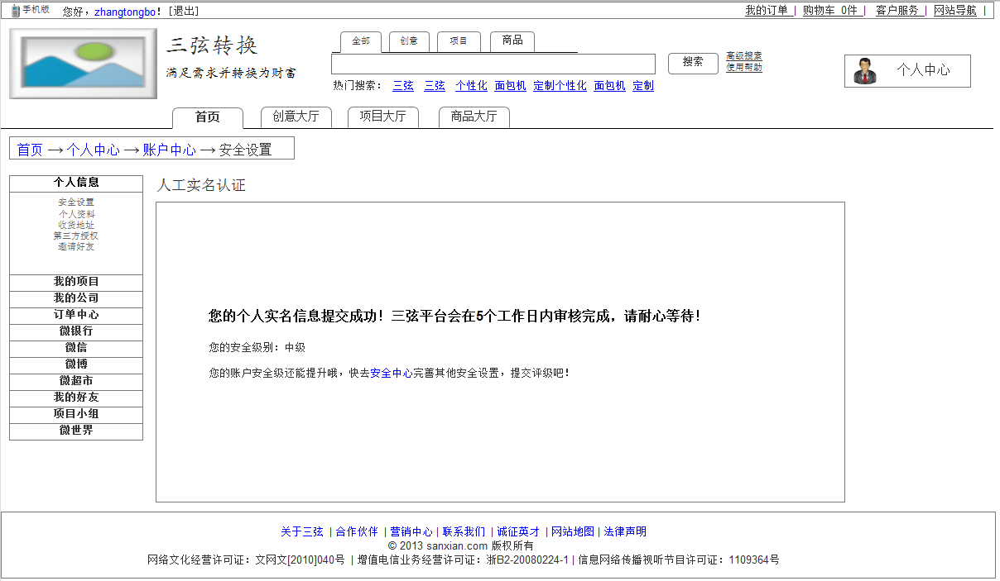 手机版 您好，zhangtongbo！[退出] 我的订单 | 购物车 0件 | 客户服务 | 网站导航 |
全部 创意 项目 商品
三弦转换
满足需求并转换为财富
搜索
高级搜索
使用帮助
个人中心
热门搜索： 三弦 三弦 个性化 面包机 定制个性化 面包机 定制
首页 创意大厅 项目大厅 商品大厅
首页 → 个人中心 → 账户中心 → 安全设置
个人信息
安全设置
个人资料
收货地址
第三方授权
邀请好友
我的项目
我的公司
订单中心
微银行
微信
微博
微超市
我的好友
项目小组
微世界
人工实名认证
您的个人实名信息提交成功！三弦平台会在5个工作日内审核完成，请耐心等待！
您的安全级别：中级
您的账户安全级还能提升哦，快去安全中心完善其他安全设置，提交评级吧！
关于三弦 | 合作伙伴 | 营销中心 | 联系我们 | 诚征英才 | 网站地图 | 法律声明
© 2013 sanxian.com 版权所有
网络文化经营许可证：文网文[2010]040号 | 增值电信业务经营许可证：浙B2-20080224-1 | 信息网络传播视听节目许可证：1109364号